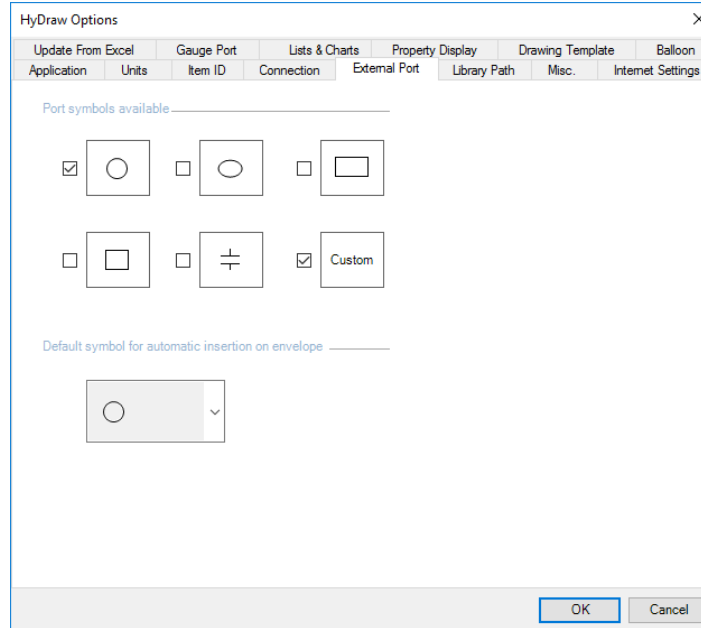 HyDraw Options
Update From Excel Gauge Port Lists & Charts Property Display Drawing Template Balloon
Application Units Item ID Connection External Port Library Path Misc. Internet Settings
Port symbols available
Custom
Default symbol for automatic insertion on envelope
OK Cancel